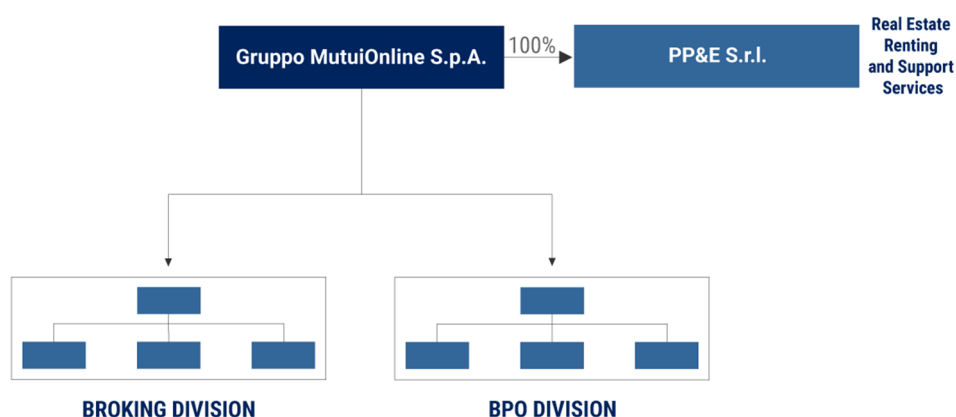 Gruppo MutuiOnline S.p.A.
100%
PP&E S.r.l.
Real Estate
Renting
and Support
Services
BROKING DIVISION
BPO DIVISION